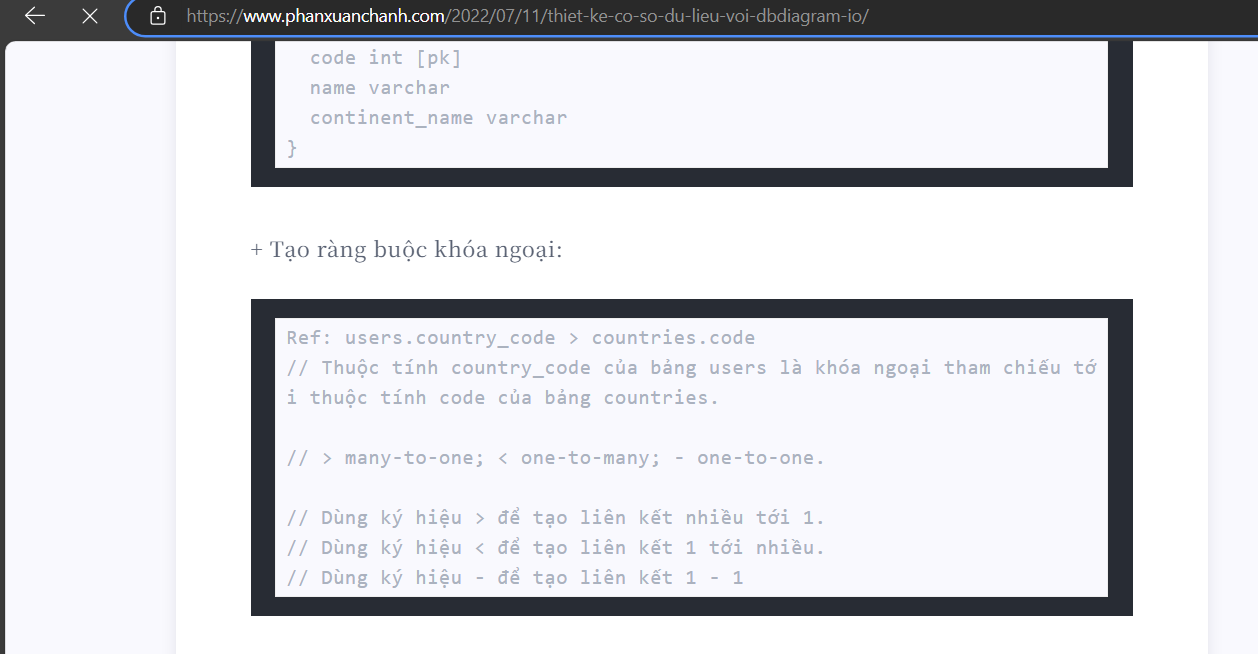 https://www.phanxuanchanh.com/2022/07/11/thiet-ke-co-so-du-lieu-voi-dbdiagram-io/
code int [pk]
name varchar
continent_name varchar
}
+ Tạo ràng buộc khóa ngoại:
Ref: users.country_code > countries.code
// Thuộc tính country_code của bảng users là khóa ngoại tham chiếu tớ
i thuộc tính code của bảng countries.
// > many-to-one; < one-to-many; - one-to-one.
// Dùng ký hiệu > để tạo liên kết nhiều tới 1.
// Dùng ký hiệu < để tạo liên kết 1 tới nhiều.
// Dùng ký hiệu - để tạo liên kết 1 - 1